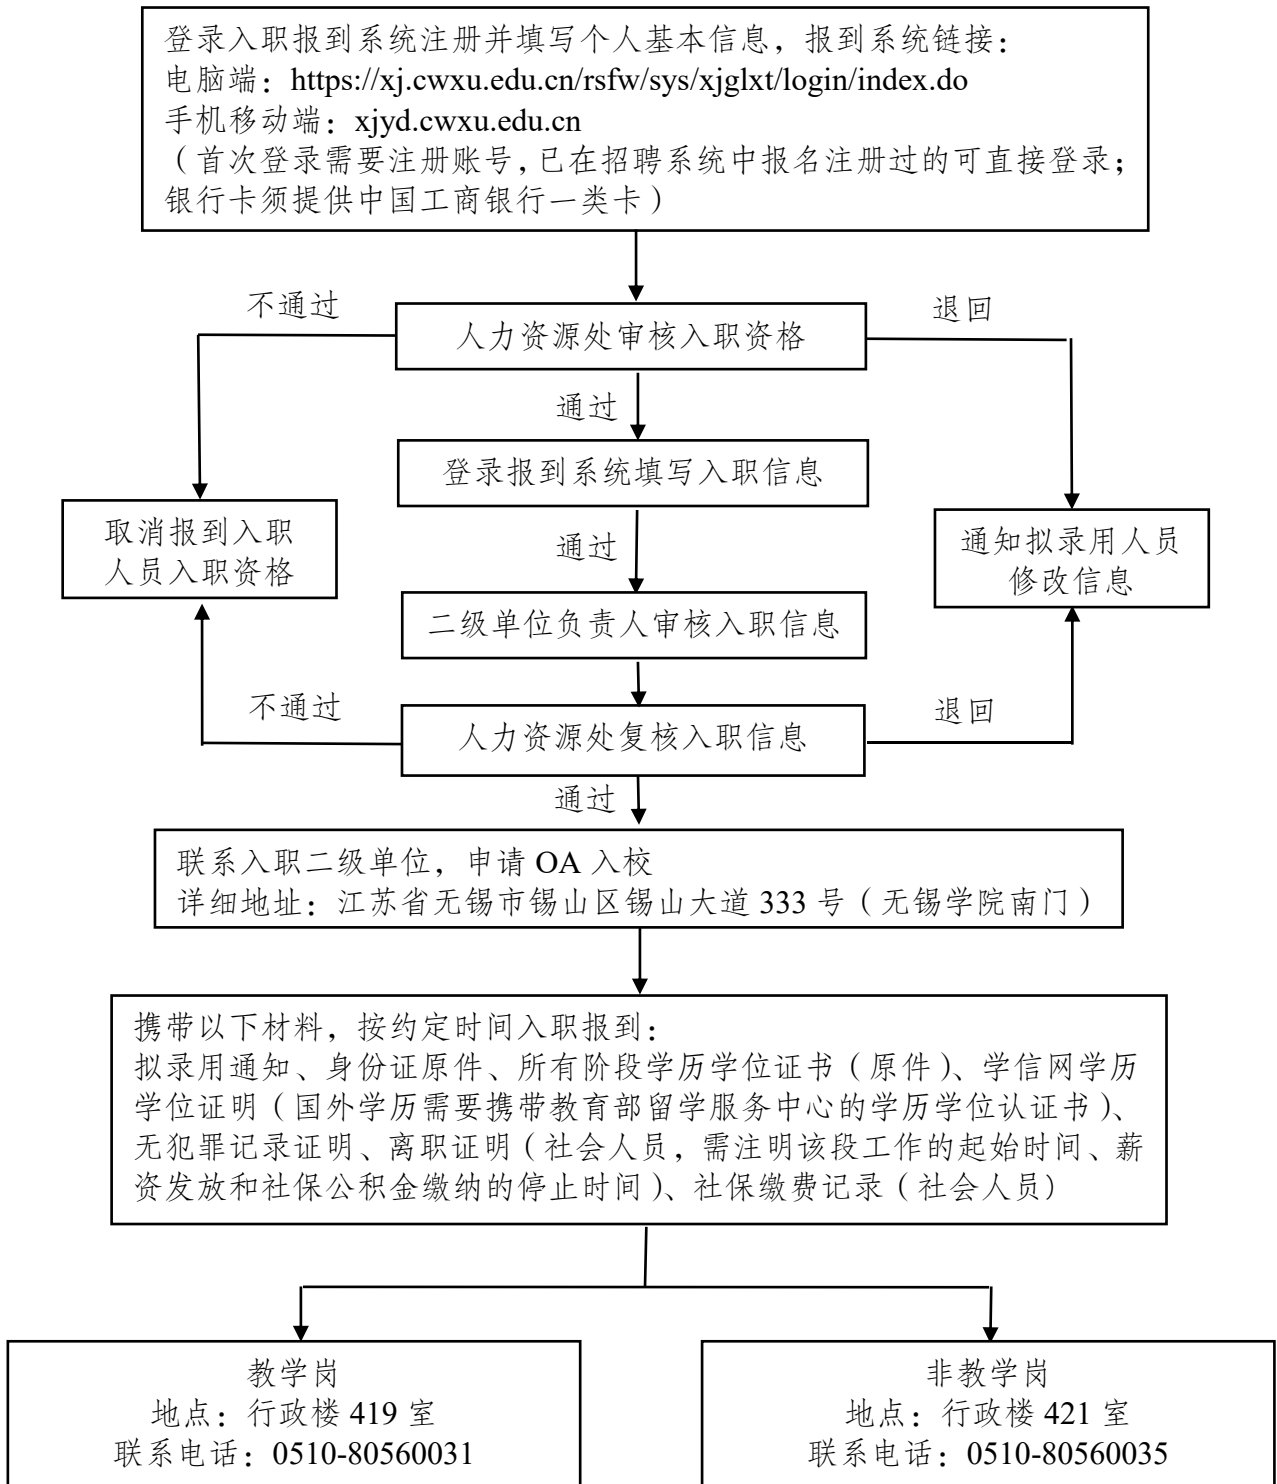 登录入职报到系统注册并填写个人基本信息，报到系统链接：
电脑端：https://xj.cwxu.edu.cn/rsfw/sys/xjglxt/login/index.do
手机移动端：xjyd.cwxu.edu.cn
（首次登录需要注册账号，已在招聘系统中报名注册过的可直接登录；
银行卡须提供中国工商银行一类卡）
不通过
人力资源处审核入职资格
退回
通过
登录报到系统填写入职信息
取消报到入职
人员入职资格
通过
通知拟录用人员
修改信息
二级单位负责人审核入职信息
不通过
人力资源处复核入职信息
退回
通过
联系入职二级单位，申请 OA 入校
详细地址：江苏省无锡市锡山区锡山大道 333 号（无锡学院南门）
携带以下材料，按约定时间入职报到：
拟录用通知、身份证原件、所有阶段学历学位证书（原件）、学信网学历
学位证明（国外学历需要携带教育部留学服务中心的学历学位认证书）、
无犯罪记录证明、离职证明（社会人员，需注明该段工作的起始时间、薪
资发放和社保公积金缴纳的停止时间）、社保缴费记录（社会人员）
教学岗
地点：行政楼 419 室
联系电话：0510-80560031
非教学岗
地点：行政楼 421 室
联系电话：0510-80560035